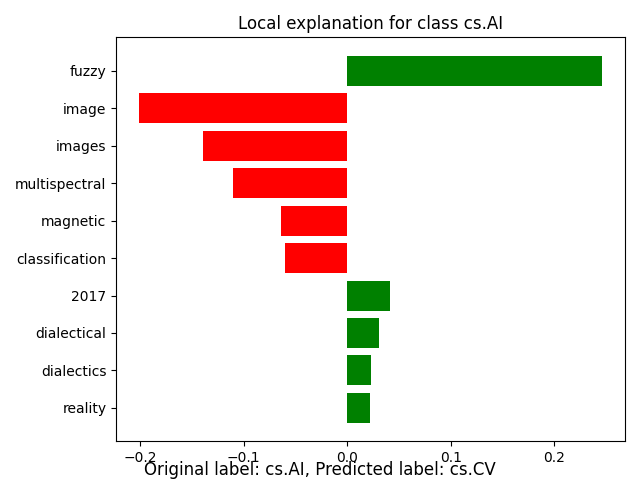 Local explanation for class cs.AI
fuzzy
image
images
multispectral
magnetic
classification
2017
dialectical
dialectics
reality
−0.2 −0.1 0.0 0.1 0.2
Original label: cs.AI, Predicted label: cs.CV